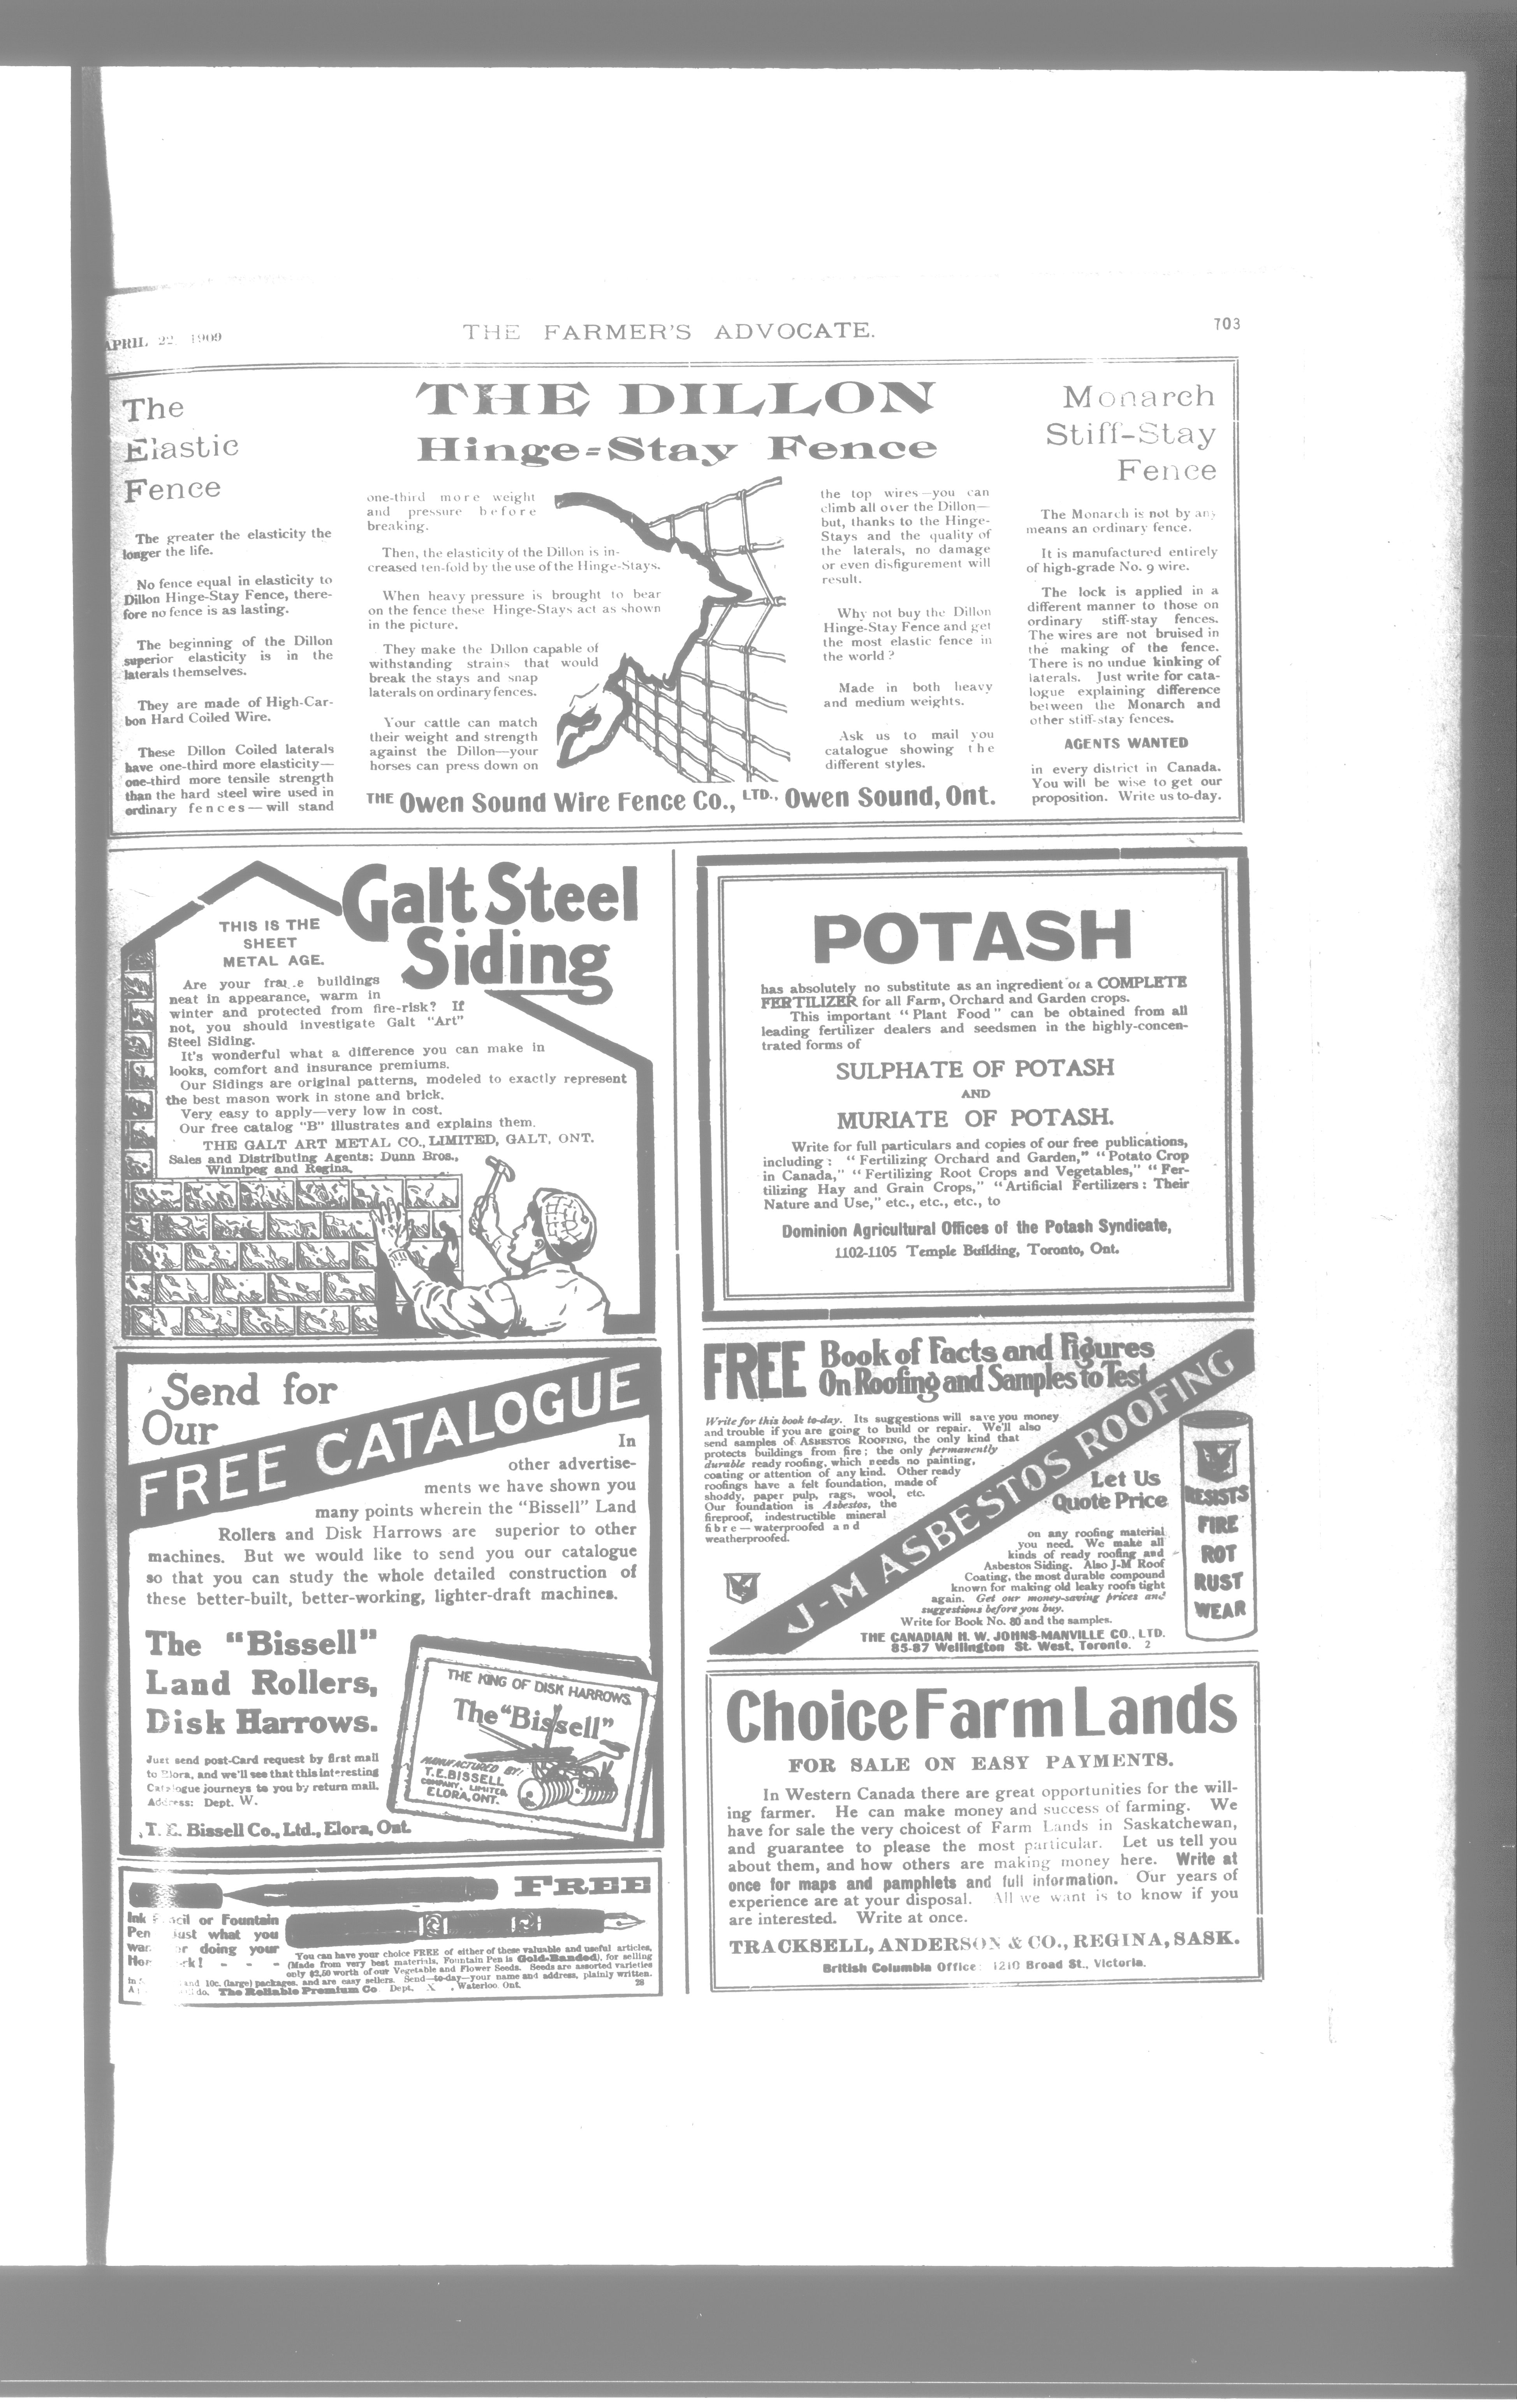 APRIL 22, 1909
THE FARMER'S ADVOCATE.
703
The
Elastic
Fence
The greater the elasticity the
longer the life.
No fence equal in elasticity to
Dillon Hinge-Stay Fence, there-
fore no fence is as lasting.
The beginning of the Dillon
superior elasticity is in the
laterals themselves.
They are made of High-Car-
bon Hard Coiled Wire.
These Dillon Coiled laterals
have one-third more elasticity—
one-third more tensile strength
than the hard steel wire used in
ordinary fences—will stand
THE DILLON
Hinge=Stay Fence
one-third more weight
and pressure before
breaking.
Then, the elasticity of the Dillon is in-
creased ten-fold by the use of the Hinge-Stays.
When heavy pressure is brought to bear
on the fence these Hinge-Stays act as shown
in the picture.
They make the Dillon capable of
withstanding strains that would
break the stays and snap
laterals on ordinary fences.
Your cattle can match
their weight and strength
against the Dillon—your
horses can press down on
the top wires—you can
climb all over the Dillon—
but, thanks to the Hinge-
Stays and the quality of
the laterals, no damage
or even disfigurement will
result.
Why not buy the Dillon
Hinge-Stay Fence and get
the most elastic fence in
the world?
Made in both heavy
and medium weights.
Ask us to mail you
catalogue showing the
different styles.
THE Owen Sound Wire Fence Co., LTD., Owen Sound, Ont.
Monarch
Stiff-Stay
Fence
The Monarch is not by any
means an ordinary fence.
It is manufactured entirely
of high-grade No. 9 wire.
The lock is applied in a
different manner to those on
ordinary stiff-stay fences.
The wires are not bruised in
the making of the fence.
There is no undue kinking of
laterals. Just write for cata-
logue explaining difference
between the Monarch and
other stiff-stay fences.
AGENTS WANTED
in every district in Canada.
You will be wise to get our
proposition. Write us to-day.
Galt Steel
Siding
THIS IS THE
SHEET
METAL AGE.
Are your frame buildings
neat in appearance, warm in
winter and protected from fire-risk? If
not, you should investigate Galt "Art"
Steel Siding.
It's wonderful what a difference you can make in
looks, comfort and insurance premiums.
Our Sidings are original patterns, modeled to exactly represent
the best mason work in stone and brick.
Very easy to apply—very low in cost.
Our free catalog "B" illustrates and explains them.
THE GALT ART METAL CO., LIMITED, GALT, ONT.
Sales and Distributing Agents: Dunn Bros.,
Winnipeg and Regina.
Send for
Our
FREE CATALOGUE
In
other advertise-
ments we have shown you
many points wherein the "Bissell" Land
Rollers and Disk Harrows are superior to other
machines. But we would like to send you our catalogue
so that you can study the whole detailed construction of
these better-built, better-working, lighter-draft machines.
The "Bissell"
Land Rollers,
Disk Harrows.
Just send post-Card request by first mail
to Elora, and we'll see that this interesting
Catalogue journeys to you by return mail.
Address: Dept. W.
T. E. Bissell Co., Ltd., Elora, Ont.
THE KING OF DISK HARROWS
The "Bissell"
MANUFACTURED BY:
T.E. BISSELL
COMPANY, LIMITED,
ELORA, ONT.
FREE
Ink Pencil or Fountain
Pen just what you
doing your
You can have your choice FREE of either of these valuable and useful articles.
(Made from very best materials, Fountain Pen is Gold-Banded), for selling
only $2.50 worth of our Vegetable and Flower Seeds. Seeds are assorted varieties
and 10c. (large) packages, and are easy sellers. Send—to-day—your name and address, plainly written.
do. The Reliable Premium Co. Dept. X, Waterloo, Ont. 28
POTASH
has absolutely no substitute as an ingredient of a COMPLETE
FERTILIZER for all Farm, Orchard and Garden crops.
This important "Plant Food" can be obtained from all
leading fertilizer dealers and seedsmen in the highly-concen-
trated forms of
SULPHATE OF POTASH
AND
MURIATE OF POTASH.
Write for full particulars and copies of our free publications,
including: "Fertilizing Orchard and Garden," "Potato Crop
in Canada," "Fertilizing Root Crops and Vegetables," "Fer-
tilizing Hay and Grain Crops," "Artificial Fertilizers: Their
Nature and Use," etc., etc., etc., to
Dominion Agricultural Offices of the Potash Syndicate,
1102-1105 Temple Building, Toronto, Ont.
FREE Book of Facts and Figures
On Roofing and Samples to Test
Write for this book to-day. Its suggestions will save you money
and trouble if you are going to build or repair. We'll also
send samples of ASBESTOS ROOFING, the only kind that
protects buildings from fire; the only permanently
durable ready roofing, which needs no painting,
coating or attention of any kind. Other ready
roofings have a felt foundation, made of
shoddy, paper pulp, rags, wool, etc.
Our foundation is Asbestos, the
fireproof, indestructible mineral
fibre—waterproofed and
weatherproofed.
J-M ASBESTOS ROOFING
Let Us
Quote Price
on any roofing material
you need. We make all
kinds of ready roofing and
Asbestos Siding. Also J-M Roof
Coating, the most durable compound
known for making old leaky roofs tight
again. Get our money-saving prices and
suggestions before you buy.
Write for Book No. 80 and the samples.
THE CANADIAN H. W. JOHNS-MANVILLE CO., LTD.
85-87 Wellington St. West, Toronto. 2
RESISTS
FIRE
ROT
RUST
WEAR
Choice Farm Lands
FOR SALE ON EASY PAYMENTS.
In Western Canada there are great opportunities for the will-
ing farmer. He can make money and success of farming. We
have for sale the very choicest of Farm Lands in Saskatchewan,
and guarantee to please the most particular. Let us tell you
about them, and how others are making money here. Write at
once for maps and pamphlets and full information. Our years of
experience are at your disposal. All we want is to know if you
are interested. Write at once.
TRACKSELL, ANDERSON & CO., REGINA, SASK.
British Columbia Office: 1210 Broad St., Victoria.